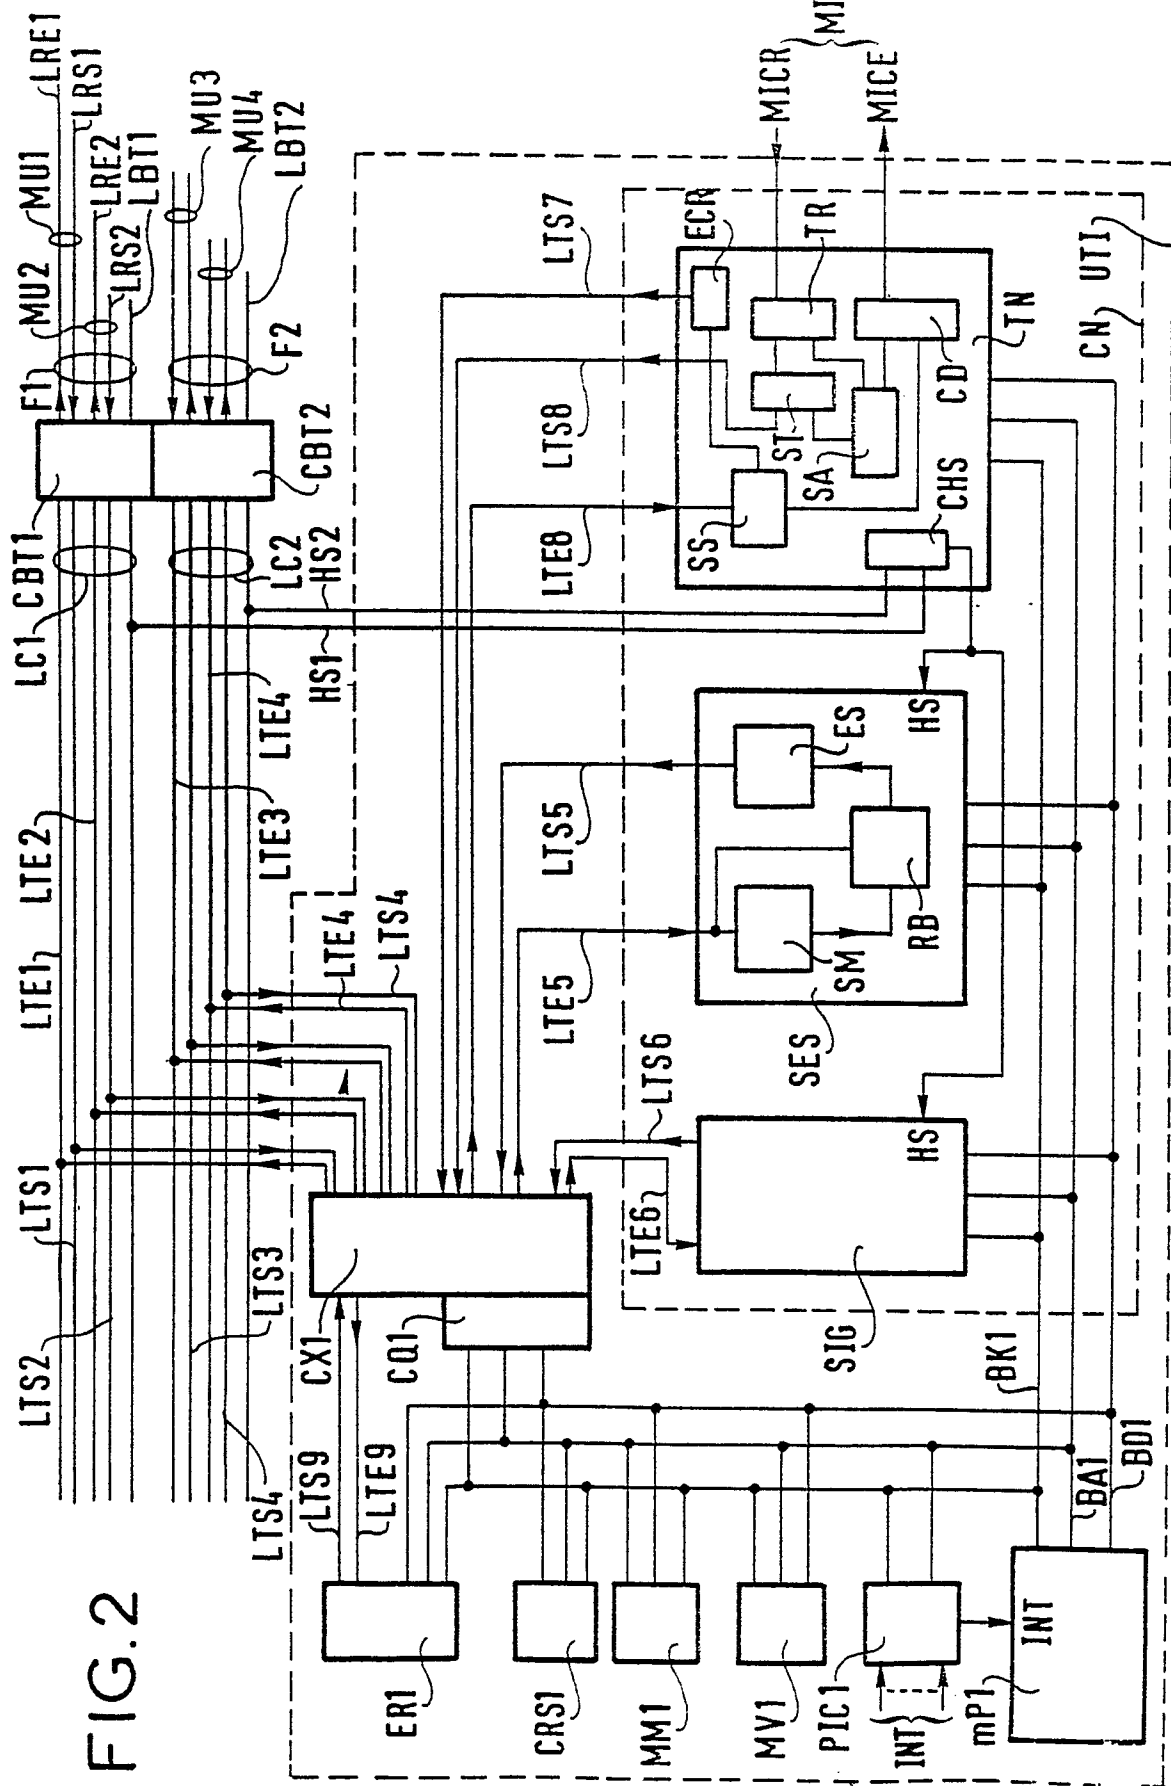 FIG.2
LTS2
LTS1
LTE1
LTE2
LC1
CBT1
F1
MU2
MU1
LRE1
LRS1
LRE2
LRS2
LBT1
MU3
MU4
LBT2
F2
CBT2
LC2
HS2
HS1
LTE4
LTE3
LTS3
LTS4
LTS9
LTE9
CX1
CQ1
LTE4
LTS4
LTS7
LTS8
LTE8
LTS5
LTE5
LTS6
LTE6
MICR
MICE
MI
ECR
TR
ST
SA
CD
SS
CHS
TN
CN
UTI
ES
HS
SM
RB
SES
HS
SIG
BK1
BA1
BD1
ER1
CRS1
MM1
MV1
PIC1
INT
mP1
INT